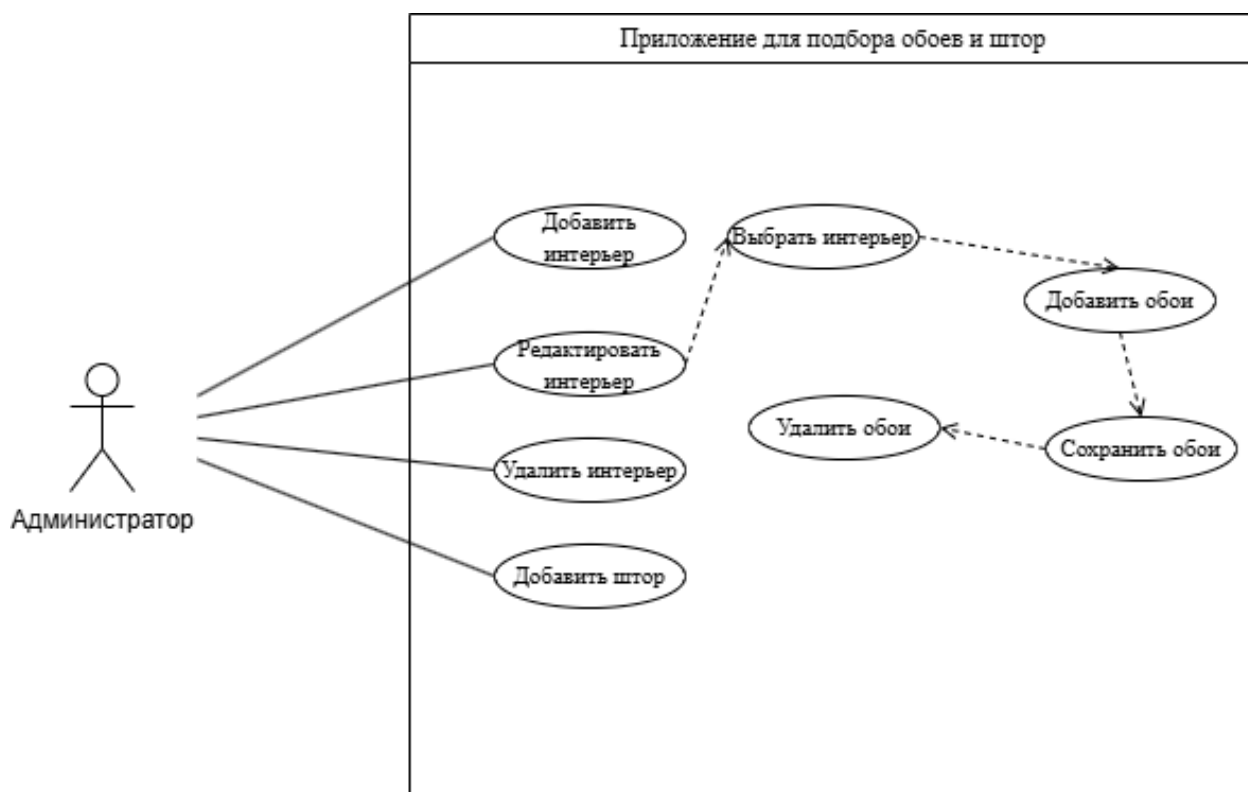 Приложение для подбора обоев и штор
Добавить
интерьер
Выбрать интерьер
Добавить обои
Редактировать
интерьер
Удалить обои
Сохранить обои
Удалить интерьер
Администратор
Добавить штор